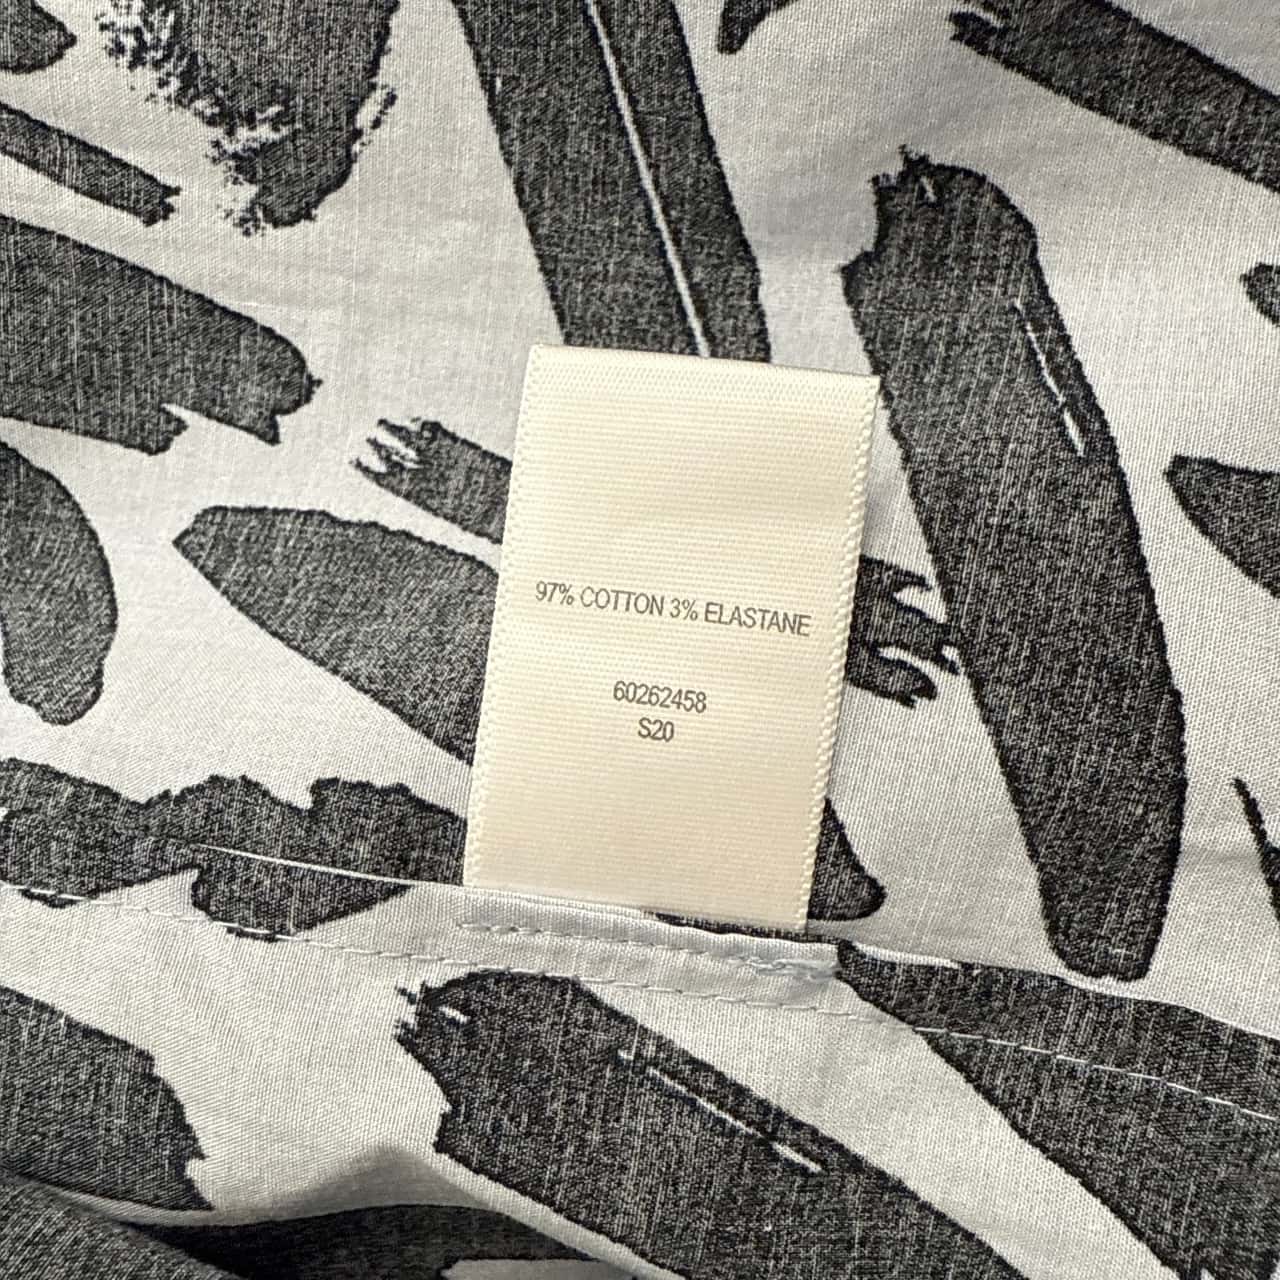 97% COTTON 3% ELASTANE
60262458
S20